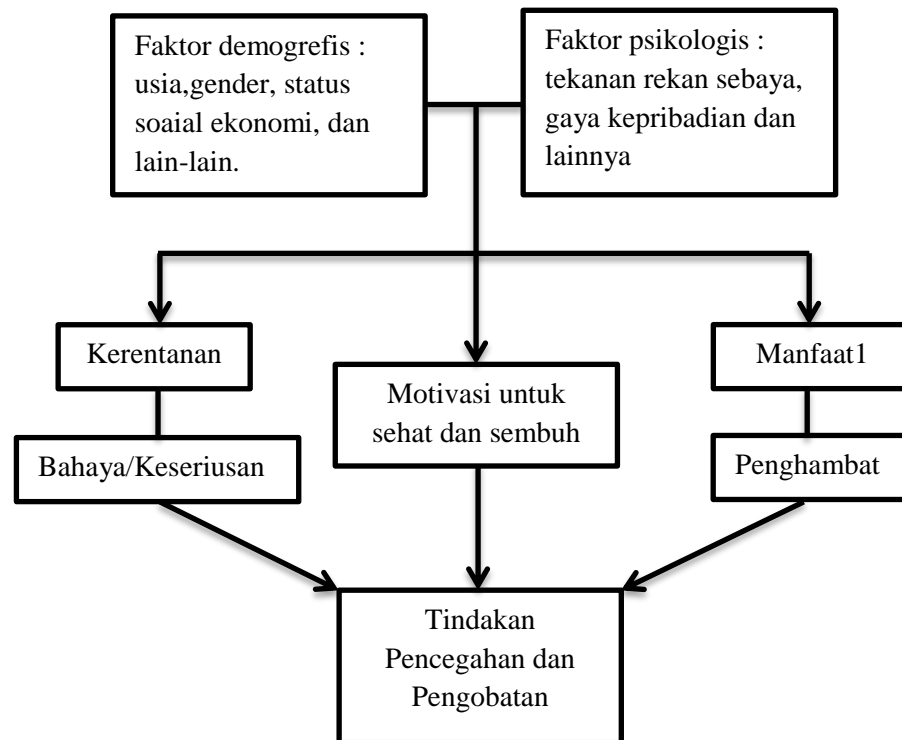 Faktor demogrefis :
usia,gender, status
soaial ekonomi, dan
lain-lain.
Faktor psikologis :
tekanan rekan sebaya,
gaya kepribadian dan
lainnya
Kerentanan
Motivasi untuk
sehat dan sembuh
Manfaat1
Bahaya/Keseriusan
Penghambat
Tindakan
Pencegahan dan
Pengobatan